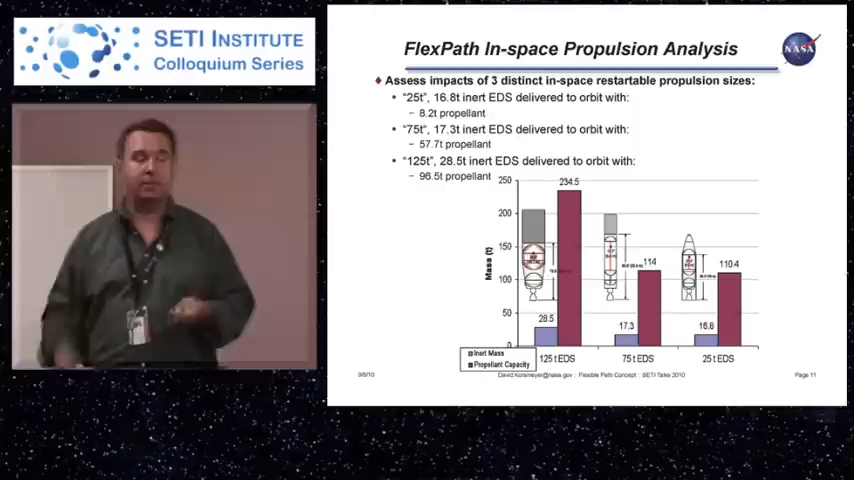 SETI INSTITUTE
Colloquium Series
FlexPath In-space Propulsion Analysis
NASA
Assess impacts of 3 distinct in-space restartable propulsion sizes:
• "25t", 16.8t inert EDS delivered to orbit with:
– 8.2t propellant
• "75t", 17.3t inert EDS delivered to orbit with:
– 57.7t propellant
• "125t", 28.5t inert EDS delivered to orbit with:
– 96.5t propellant
250
200
150
100
50
0
Mass (t)
234.5
28.5
114
17.3
110.4
16.8
125 t EDS
75 t EDS
25 t EDS
Inert Mass
Propellant Capacity
3/6/10
David.Korsmeyer@nasa.gov :: Flexible Path Concept :: SETI Talks 2010
Page 11